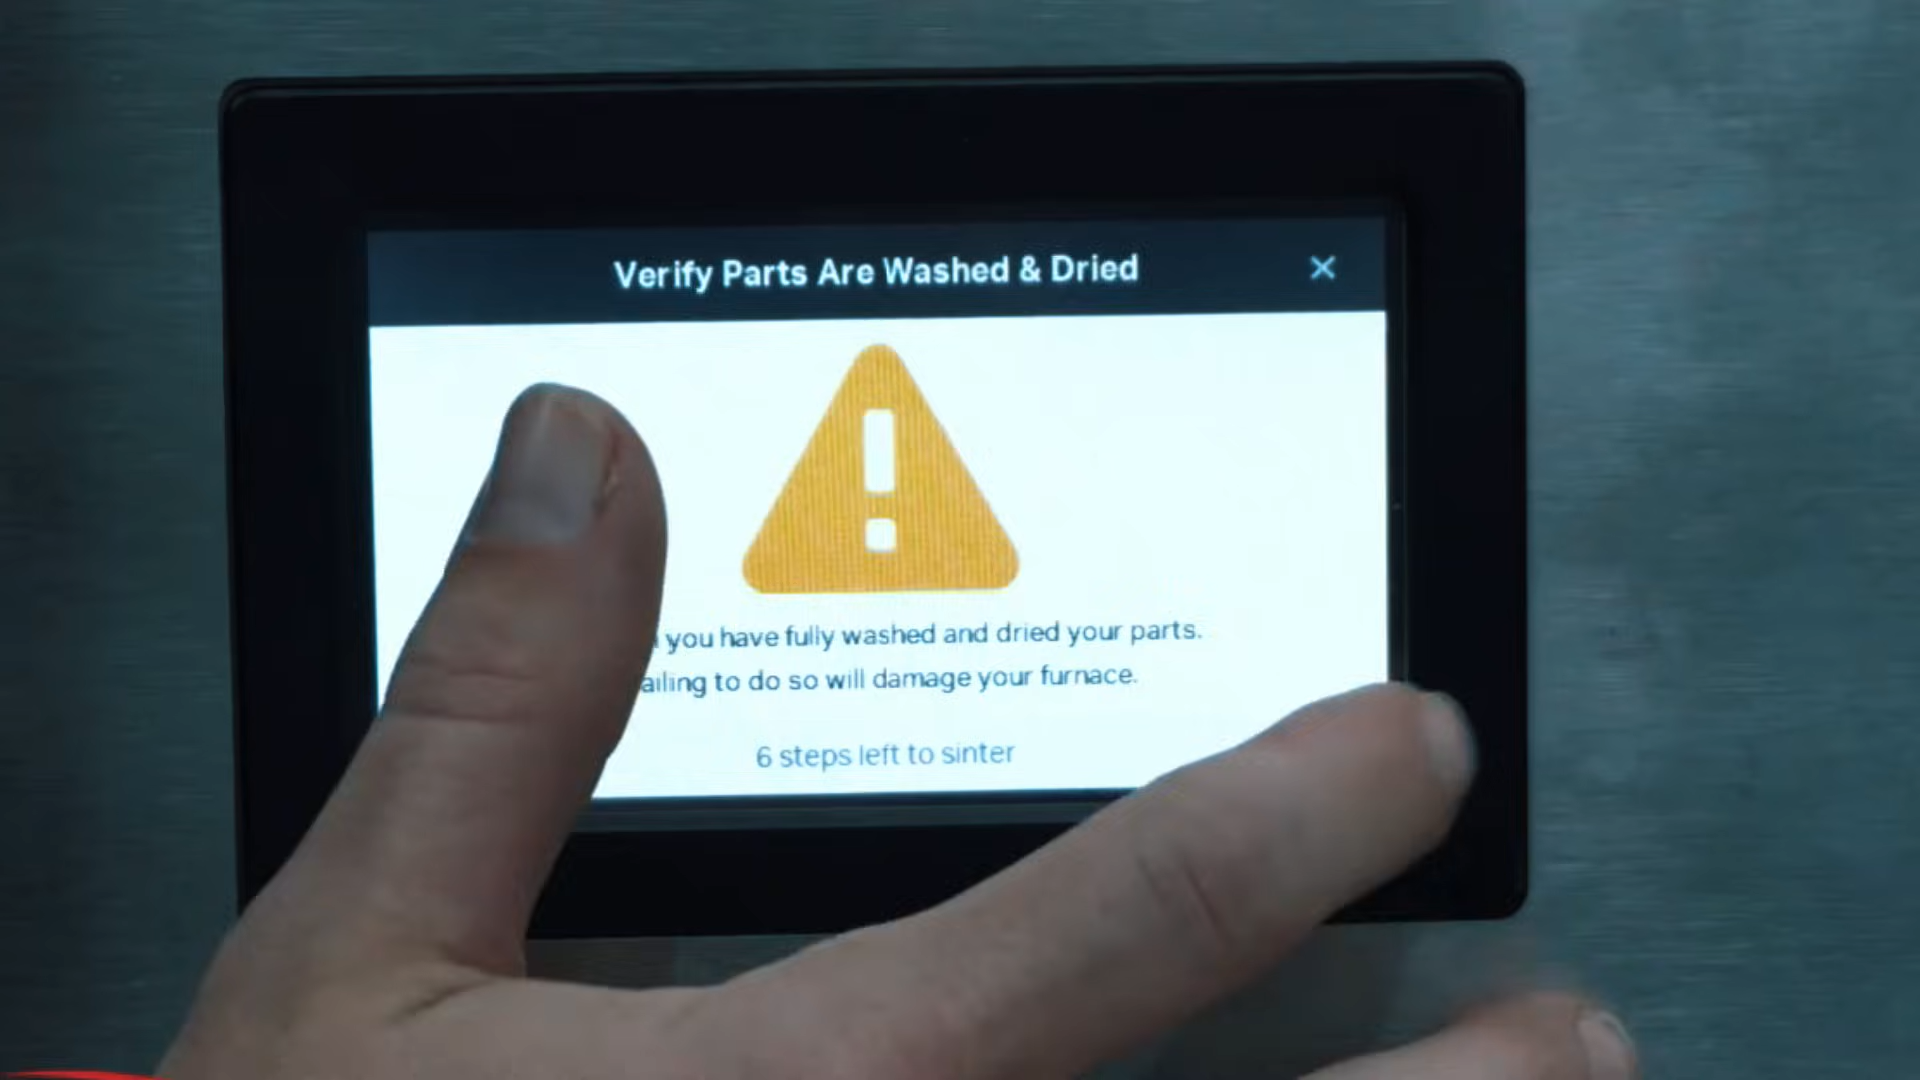 Verify Parts Are Washed & Dried
you have fully washed and dried your parts.
ailing to do so will damage your furnace.
6 steps left to sinter